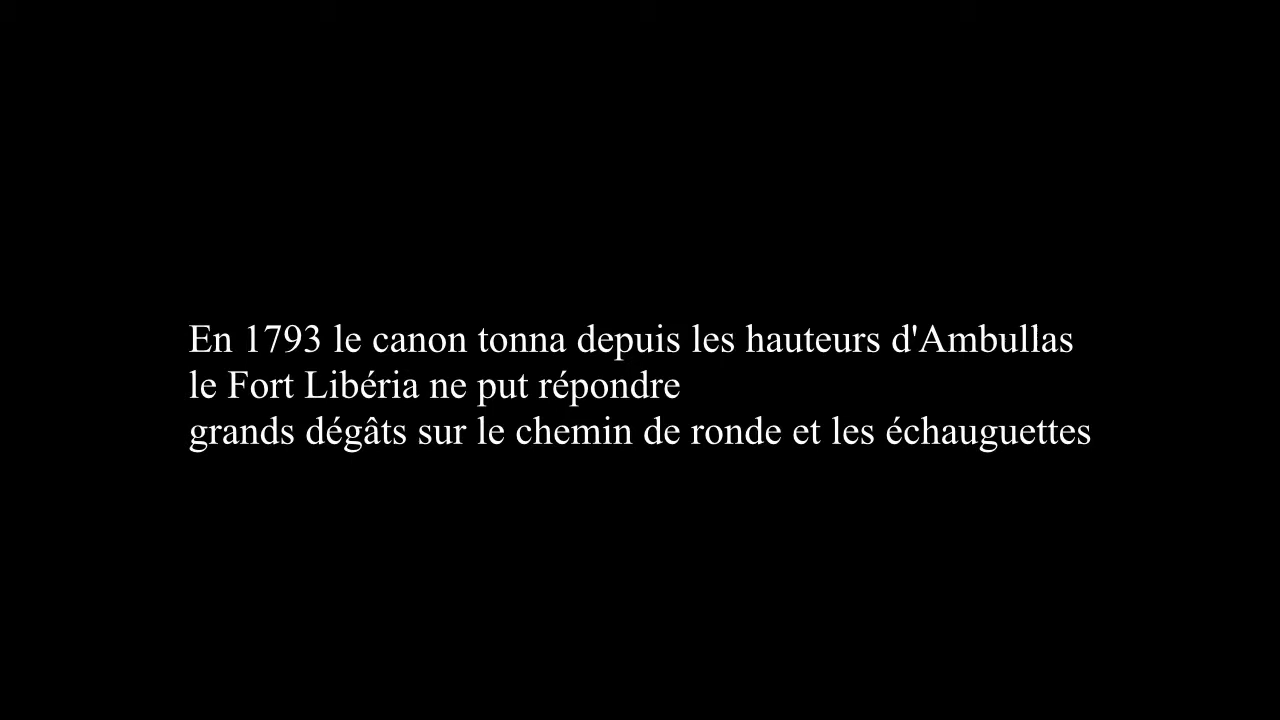 En 1793 le canon tonna depuis les hauteurs d'Ambullas
le Fort Libéria ne put répondre
grands dégâts sur le chemin de ronde et les échauguettes